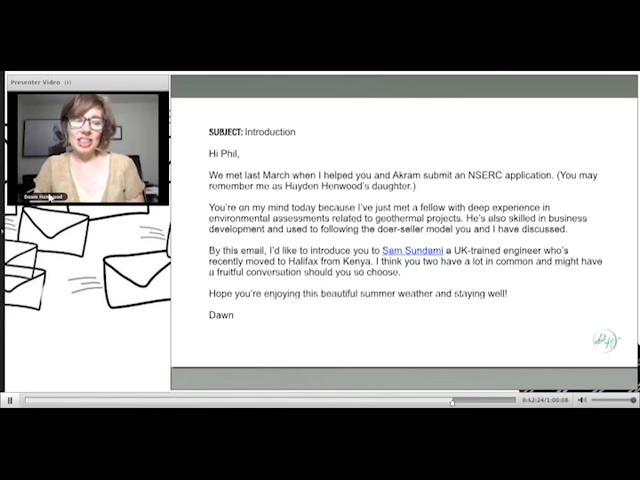 Presenter Video (1)
Dawn Henwood
SUBJECT: Introduction
Hi Phil,
We met last March when I helped you and Akram submit an NSERC application. (You may
remember me as Hayden Henwood's daughter.)
You're on my mind today because I've just met a fellow with deep experience in
environmental assessments related to geothermal projects. He's also skilled in business
development and used to following the doer-seller model you and I have discussed.
By this email, I'd like to introduce you to Sam Sundami a UK-trained engineer who's
recently moved to Halifax from Kenya. I think you two have a lot in common and might have
a fruitful conversation should you so choose.
Hope you're enjoying this beautiful summer weather and staying well!
Dawn
0:52:24/1:00:08